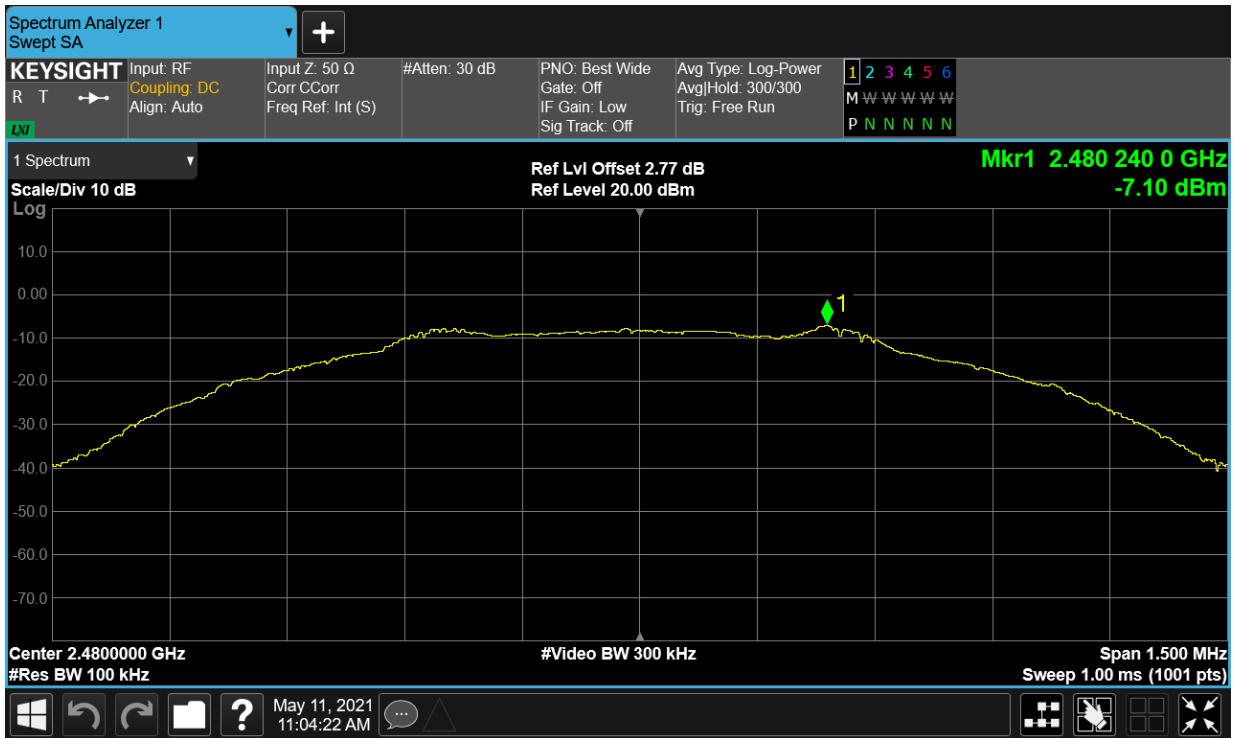 Spectrum Analyzer 1
Swept SA
+
KEYSIGHT
R T
LXI
Input: RF
Coupling: DC
Align: Auto
Input Z: 50 Ω
Corr CCorr
Freq Ref: Int (S)
#Atten: 30 dB
PNO: Best Wide
Gate: Off
IF Gain: Low
Sig Track: Off
Avg Type: Log-Power
Avg|Hold: 300/300
Trig: Free Run
1 2 3 4 5 6
M W W W W W
P N N N N N
1 Spectrum
Scale/Div 10 dB
Log
Ref Lvl Offset 2.77 dB
Ref Level 20.00 dBm
Mkr1 2.480 240 0 GHz
-7.10 dBm
10.0
0.00
1
-10.0
-20.0
-30.0
-40.0
-50.0
-60.0
-70.0
Center 2.4800000 GHz
#Res BW 100 kHz
#Video BW 300 kHz
Span 1.500 MHz
Sweep 1.00 ms (1001 pts)
?
May 11, 2021
11:04:22 AM